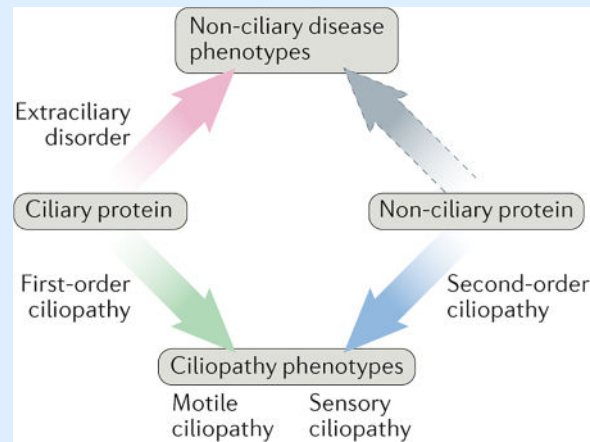 Non-ciliary disease
phenotypes
Extraciliary
disorder
Ciliary protein
Non-ciliary protein
First-order
ciliopathy
Second-order
ciliopathy
Ciliopathy phenotypes
Motile
ciliopathy
Sensory
ciliopathy